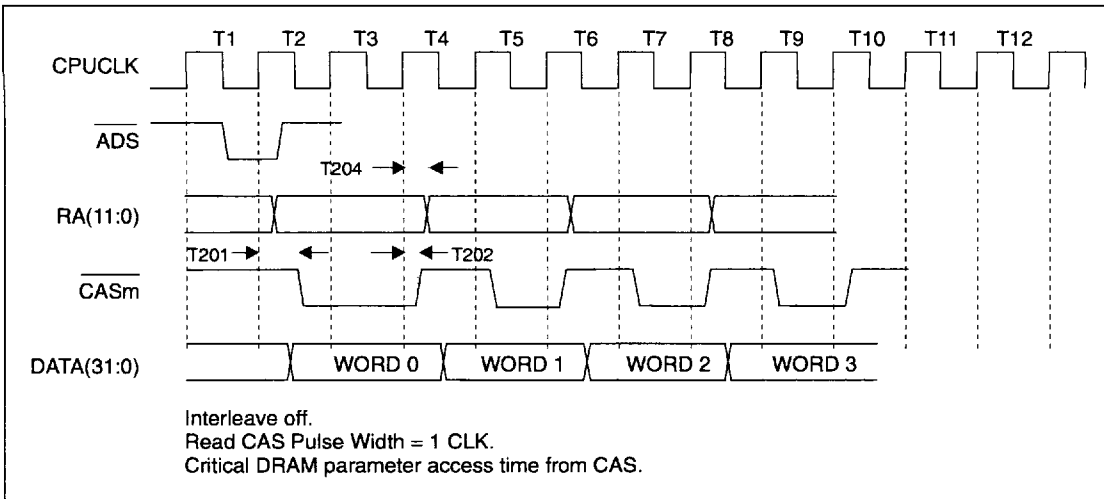 T1 T2 T3 T4 T5 T6 T7 T8 T9 T10 T11 T12
CPUCLK
ADS
T204
RA(11:0)
T201 T202
CASm
DATA(31:0) WORD 0 WORD 1 WORD 2 WORD 3
Interleave off.
Read CAS Pulse Width = 1 CLK.
Critical DRAM parameter access time from CAS.